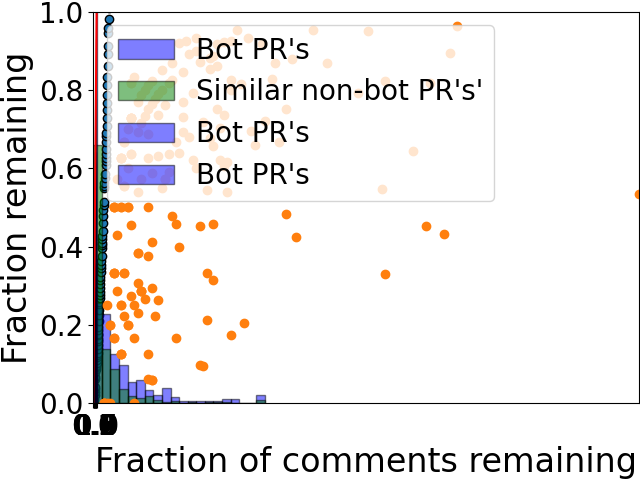 1.0
0.8
0.6
0.4
0.2
0.0
Fraction remaining
Bot PR's
Similar non-bot PR's'
Bot PR's
Bot PR's
Fraction of comments remaining